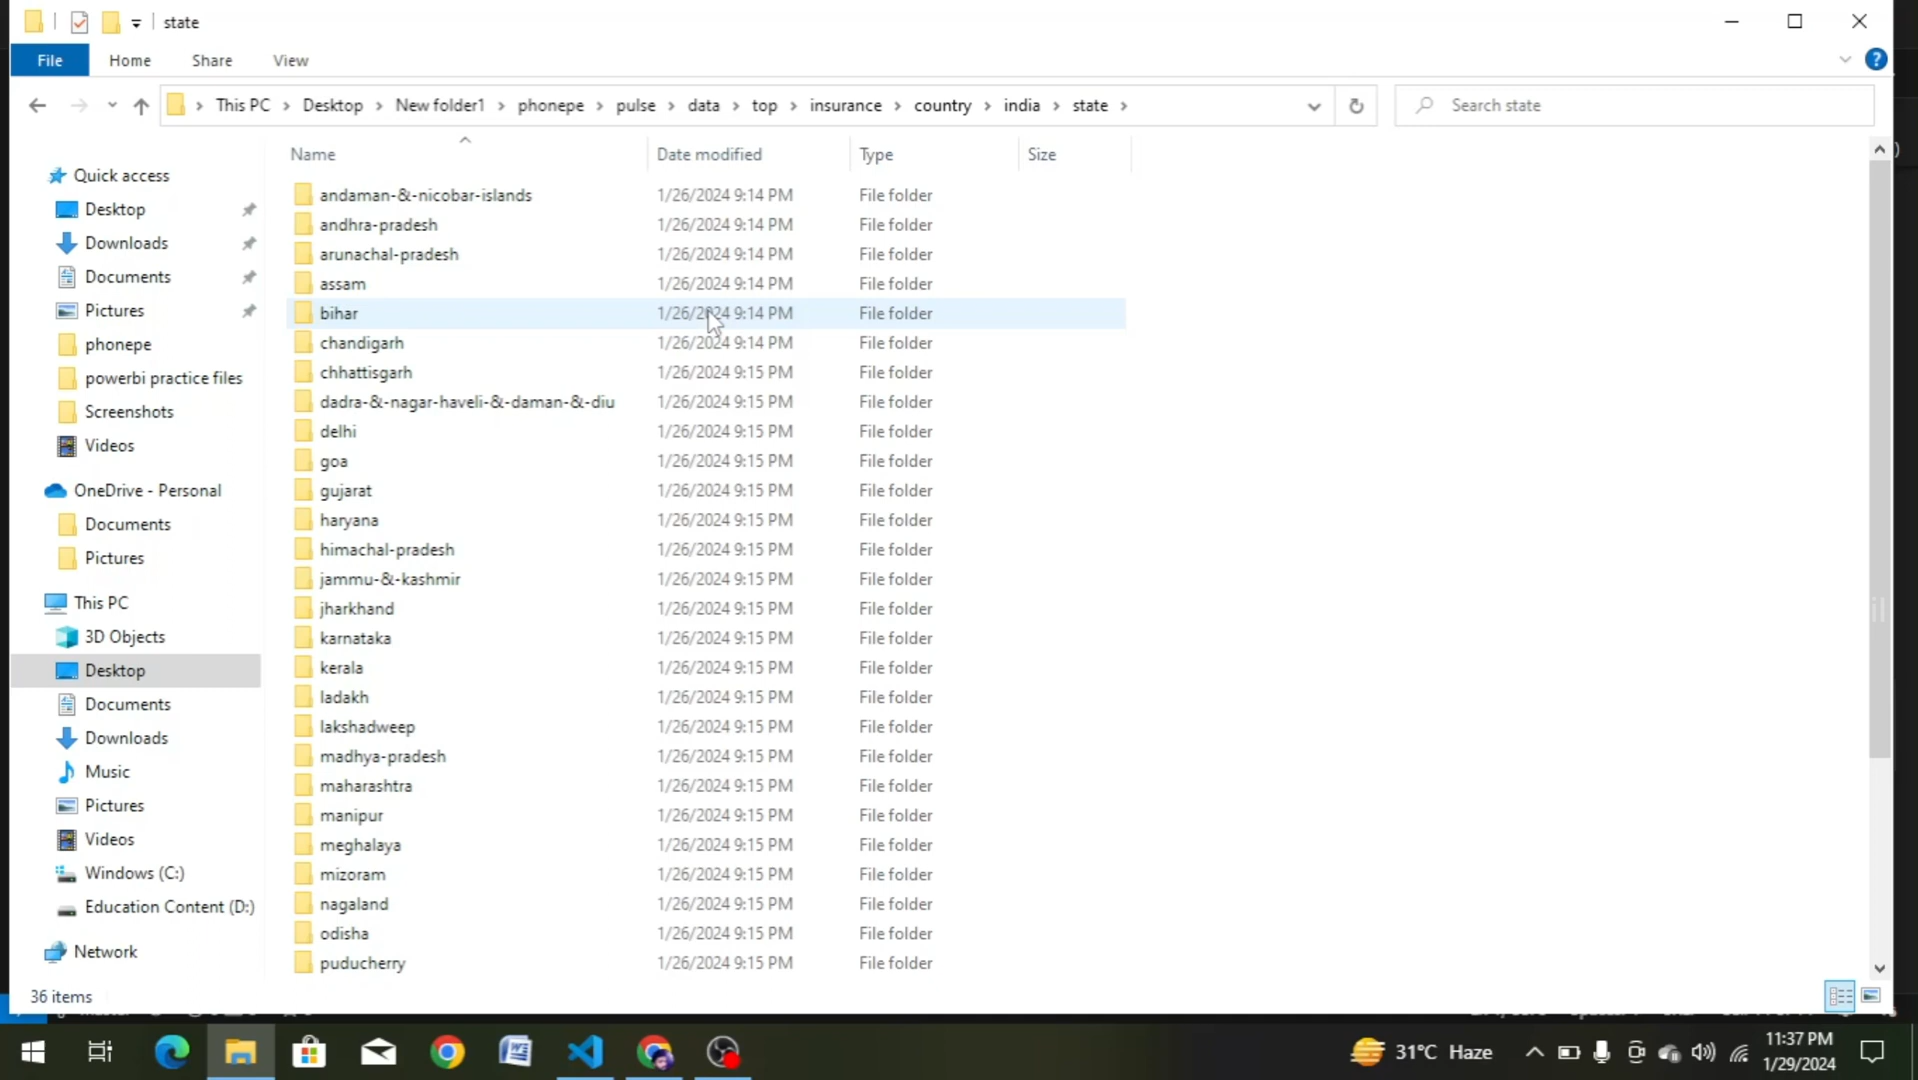 state
File Home Share View
This PC Desktop New folder1 phonepe pulse data top insurance country india state
Search state
Name Date modified Type Size
Quick access
Desktop
Downloads
Documents
Pictures
phonepe
powerbi practice files
Screenshots
Videos
OneDrive - Personal
Documents
Pictures
This PC
3D Objects
Desktop
Documents
Downloads
Music
Pictures
Videos
Windows (C:)
Education Content (D:)
Network
andaman-&-nicobar-islands 1/26/2024 9:14 PM File folder
andhra-pradesh 1/26/2024 9:14 PM File folder
arunachal-pradesh 1/26/2024 9:14 PM File folder
assam 1/26/2024 9:14 PM File folder
bihar 1/26/2024 9:14 PM File folder
chandigarh 1/26/2024 9:14 PM File folder
chhattisgarh 1/26/2024 9:15 PM File folder
dadra-&-nagar-haveli-&-daman-&-diu 1/26/2024 9:15 PM File folder
delhi 1/26/2024 9:15 PM File folder
goa 1/26/2024 9:15 PM File folder
gujarat 1/26/2024 9:15 PM File folder
haryana 1/26/2024 9:15 PM File folder
himachal-pradesh 1/26/2024 9:15 PM File folder
jammu-&-kashmir 1/26/2024 9:15 PM File folder
jharkhand 1/26/2024 9:15 PM File folder
karnataka 1/26/2024 9:15 PM File folder
kerala 1/26/2024 9:15 PM File folder
ladakh 1/26/2024 9:15 PM File folder
lakshadweep 1/26/2024 9:15 PM File folder
madhya-pradesh 1/26/2024 9:15 PM File folder
maharashtra 1/26/2024 9:15 PM File folder
manipur 1/26/2024 9:15 PM File folder
meghalaya 1/26/2024 9:15 PM File folder
mizoram 1/26/2024 9:15 PM File folder
nagaland 1/26/2024 9:15 PM File folder
odisha 1/26/2024 9:15 PM File folder
puducherry 1/26/2024 9:15 PM File folder
36 items
31°C Haze
11:37 PM
1/29/2024